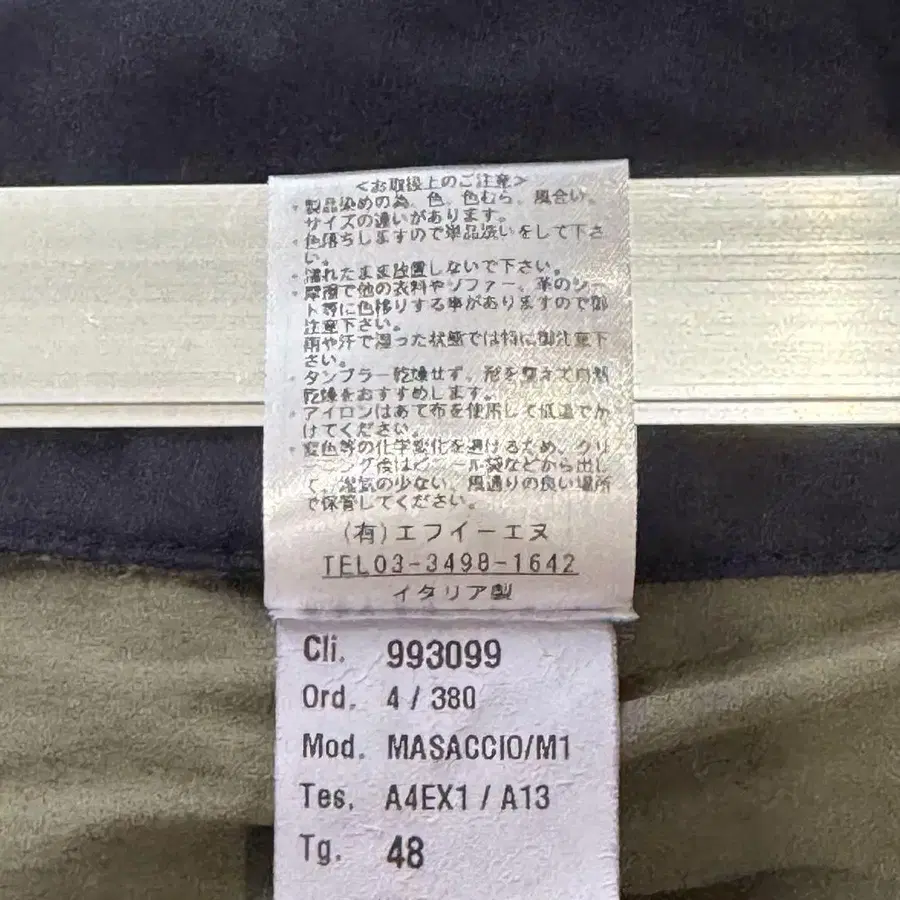 <お取扱上のご注意>
・製品染めの為、色、色むら、風合い、
サイズの違いがあります。
・色落ちしますので単品洗いをして下さ
い。
・濡れたまま放置しないで下さい。
・摩擦で他の衣料やソファー、革のシー
ト等に色移りする事がありますので御
注意下さい。
雨や汗で湿った状態では特に御注意下
さい。
・タンブラー乾燥せず、形を整えて自然
乾燥をおすすめします。
・アイロンはあて布を使用して低温でか
けてください。
・変色等の化学変化を避けるため、クリ
ーニング後はビニール袋などから出し
て、湿気の少ない、風通りの良い場所
で保管してください。
(有)エフイーエヌ
TEL03-3498-1642
イタリア製
Cli. 993099
Ord. 4 / 380
Mod. MASACCIO/M1
Tes. A4EX1 / A13
Tg. 48